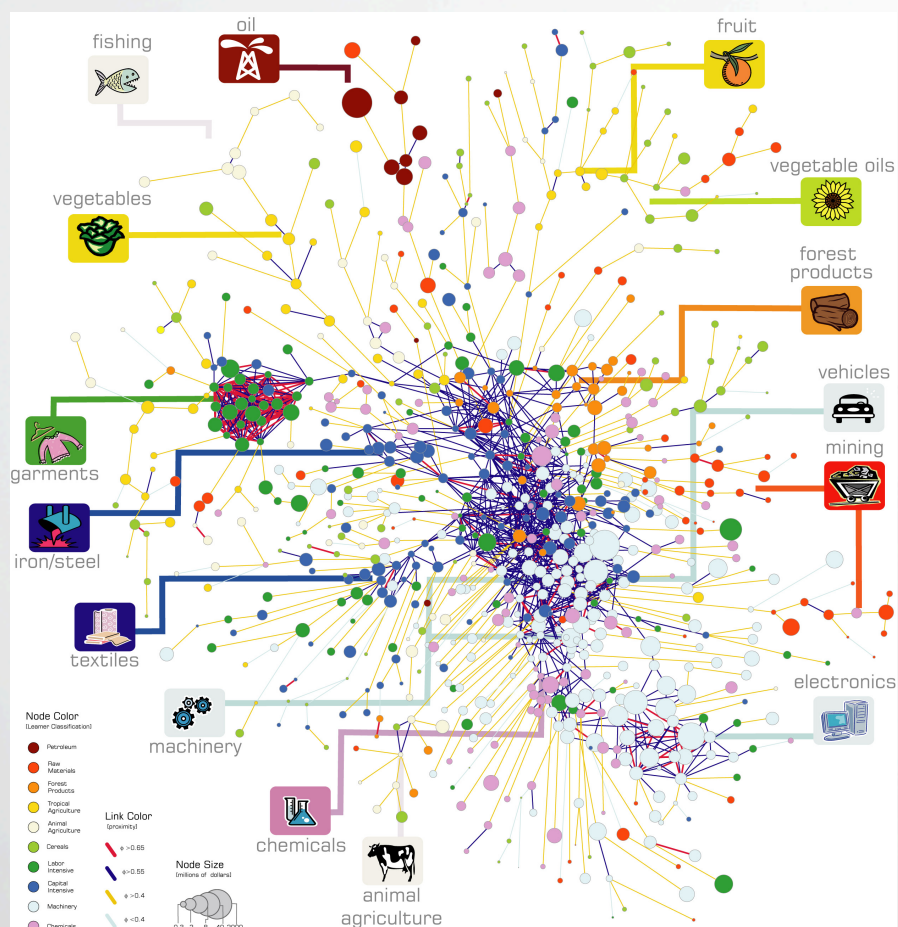 oil
fruit
fishing
vegetable oils
vegetables
forest
products
vehicles
mining
garments
iron/steel
textiles
electronics
machinery
chemicals
animal
agriculture
Node Color
(Leamer Classification)
Petroleum
Raw
Materials
Forest
Products
Tropical
Agriculture
Animal
Agriculture
Cereals
Labor
Intensive
Capital
Intensive
Machinery
Chemicals
Link Color
(proximity)
ϕ >0.65
ϕ >0.55
ϕ >0.4
ϕ <0.4
Node Size
(millions of dollars)